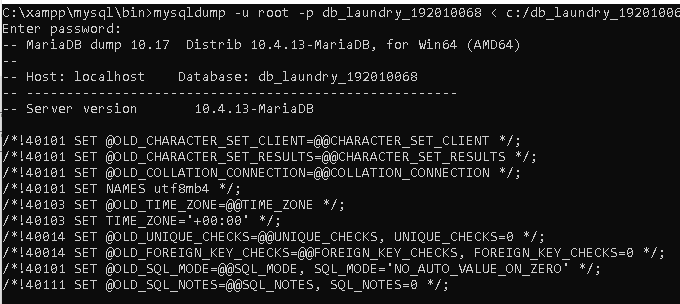 C:\xampp\mysql\bin>mysqldump -u root -p db_laundry_192010068 < c:/db_laundry_1920100
Enter password:
-- MariaDB dump 10.17  Distrib 10.4.13-MariaDB, for Win64 (AMD64)
--
-- Host: localhost    Database: db_laundry_192010068
-- ------------------------------------------------------
-- Server version       10.4.13-MariaDB
/*!40101 SET @OLD_CHARACTER_SET_CLIENT=@@CHARACTER_SET_CLIENT */;
/*!40101 SET @OLD_CHARACTER_SET_RESULTS=@@CHARACTER_SET_RESULTS */;
/*!40101 SET @OLD_COLLATION_CONNECTION=@@COLLATION_CONNECTION */;
/*!40101 SET NAMES utf8mb4 */;
/*!40103 SET @OLD_TIME_ZONE=@@TIME_ZONE */;
/*!40103 SET TIME_ZONE='+00:00' */;
/*!40014 SET @OLD_UNIQUE_CHECKS=@@UNIQUE_CHECKS, UNIQUE_CHECKS=0 */;
/*!40014 SET @OLD_FOREIGN_KEY_CHECKS=@@FOREIGN_KEY_CHECKS, FOREIGN_KEY_CHECKS=0 */;
/*!40101 SET @OLD_SQL_MODE=@@SQL_MODE, SQL_MODE='NO_AUTO_VALUE_ON_ZERO' */;
/*!40111 SET @OLD_SQL_NOTES=@@SQL_NOTES, SQL_NOTES=0 */;